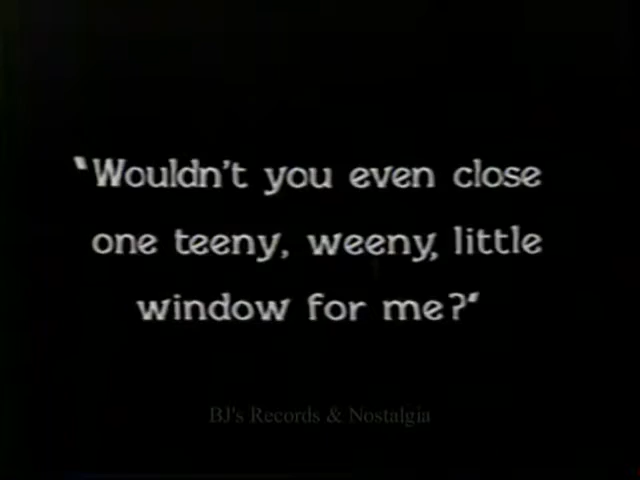 "Wouldn't you even close
one teeny, weeny, little
window for me?"
BJ's Records & Nostalgia